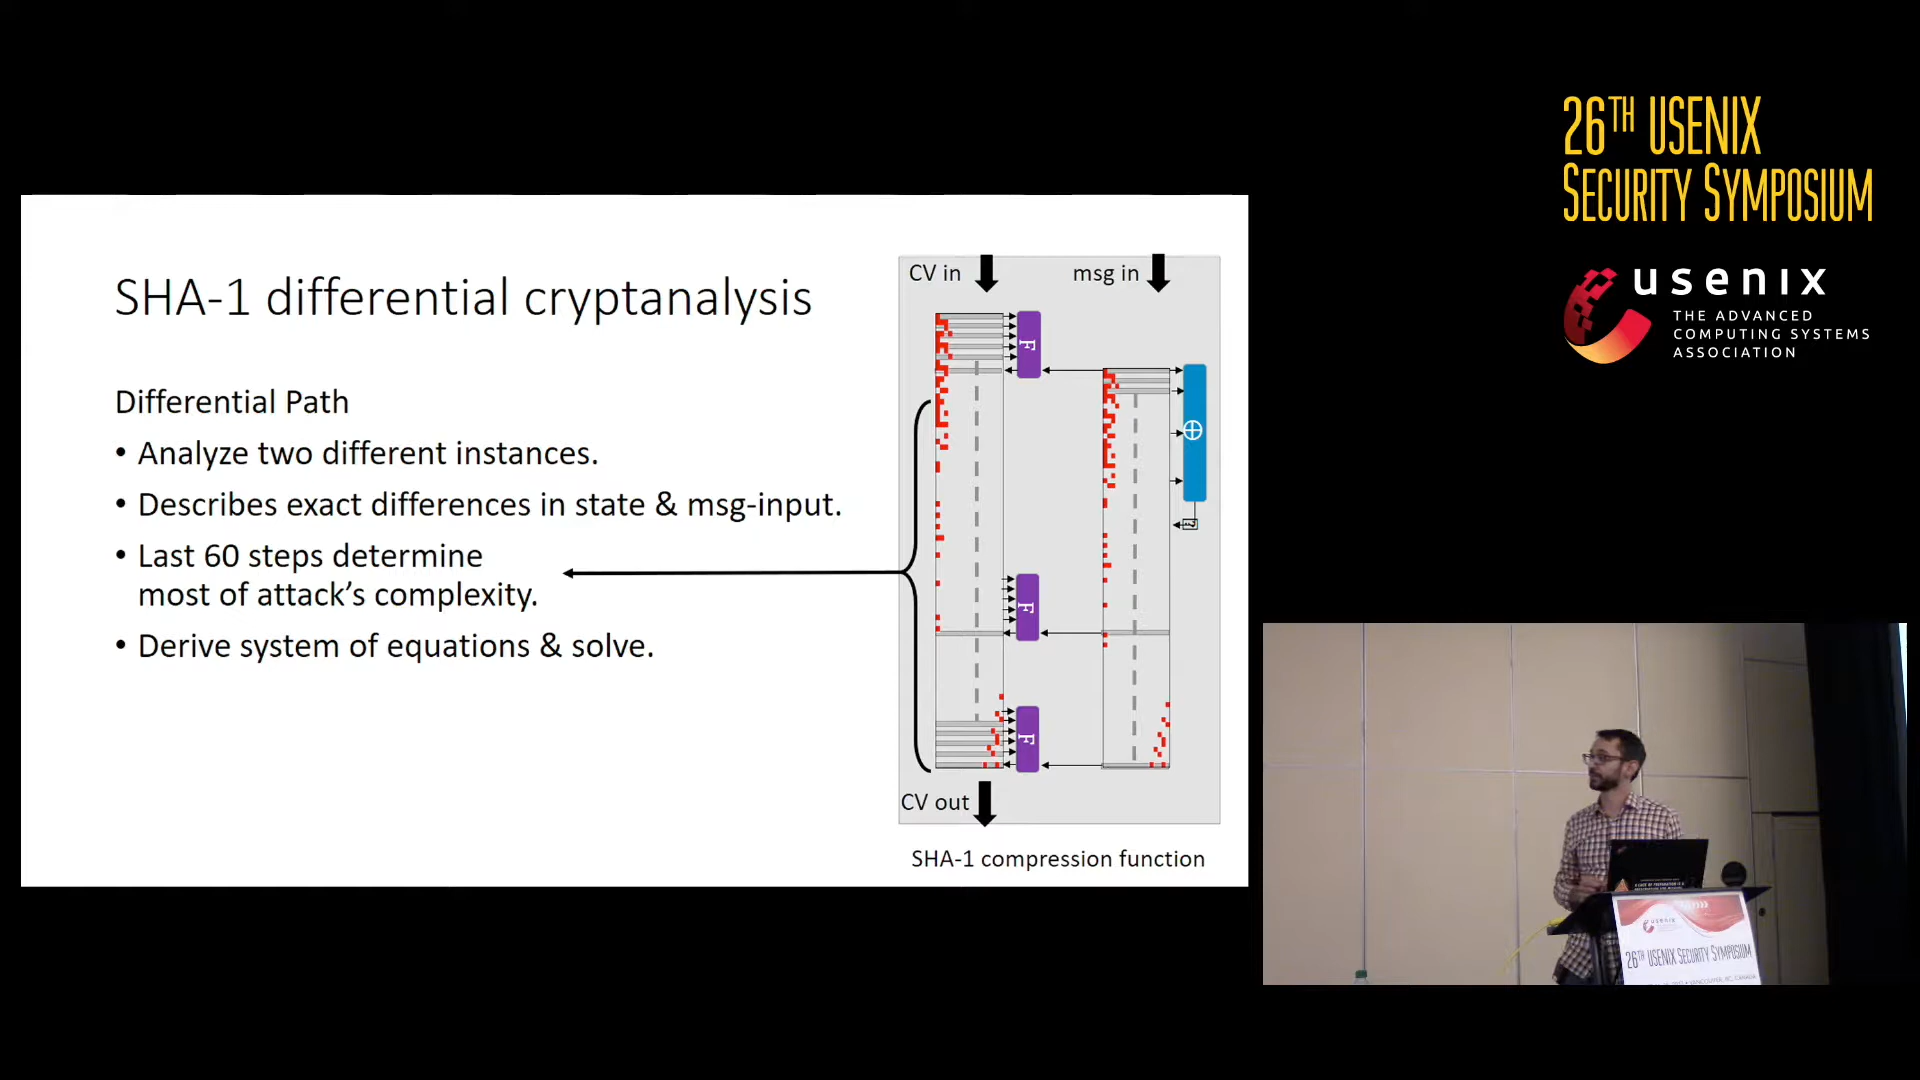 26TH USENIX
SECURITY SYMPOSIUM
usenix
THE ADVANCED
COMPUTING SYSTEMS
ASSOCIATION
SHA-1 differential cryptanalysis
Differential Path
• Analyze two different instances.
• Describes exact differences in state & msg-input.
• Last 60 steps determine
most of attack's complexity.
• Derive system of equations & solve.
CV in
msg in
F
F
F
CV out
SHA-1 compression function
usenix
26TH USENIX SECURITY SYMPOSIUM